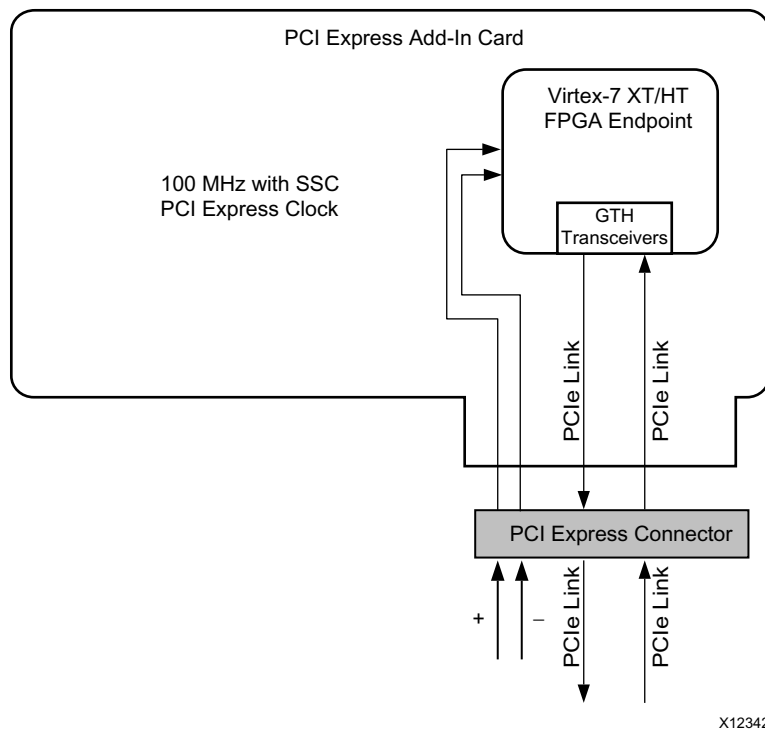 PCI Express Add-In Card
Virtex-7 XT/HT
FPGA Endpoint
100 MHz with SSC
PCI Express Clock
GTH
Transceivers
PCIe Link
PCIe Link
PCI Express Connector
+
–
PCIe Link
PCIe Link
X12342